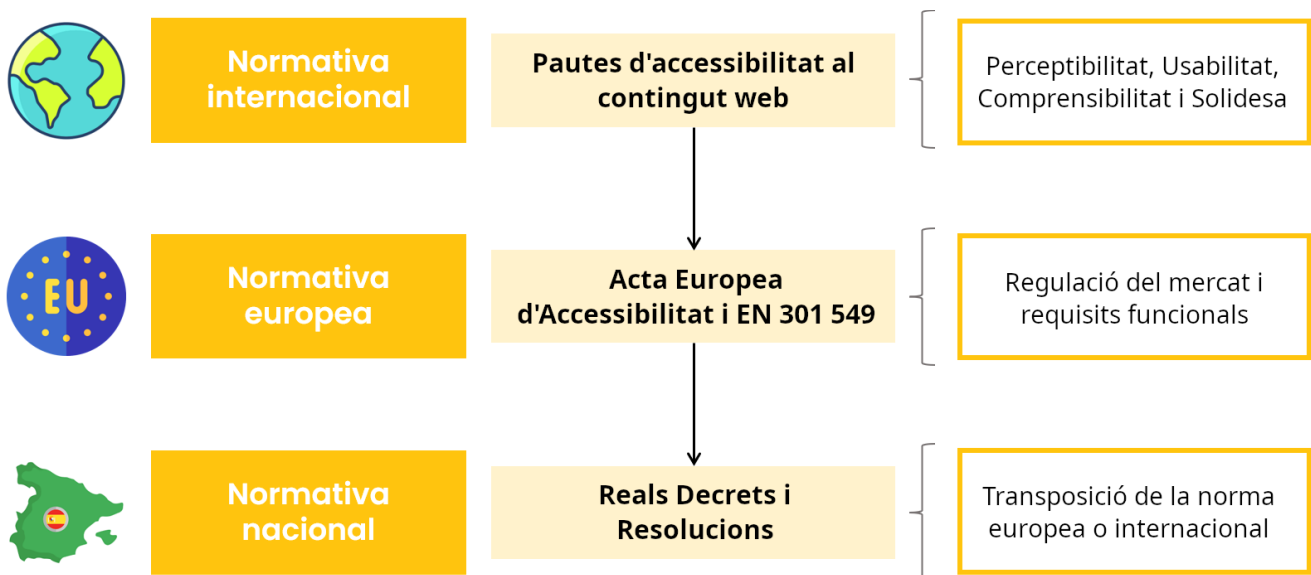 Normativa
internacional
Pautes d'accessibilitat al
contingut web
Perceptibilitat, Usabilitat,
Comprensibilitat i Solidesa
EU
Normativa
europea
Acta Europea
d'Accessibilitat i EN 301 549
Regulació del mercat i
requisits funcionals
Normativa
nacional
Reals Decrets i
Resolucions
Transposició de la norma
europea o internacional